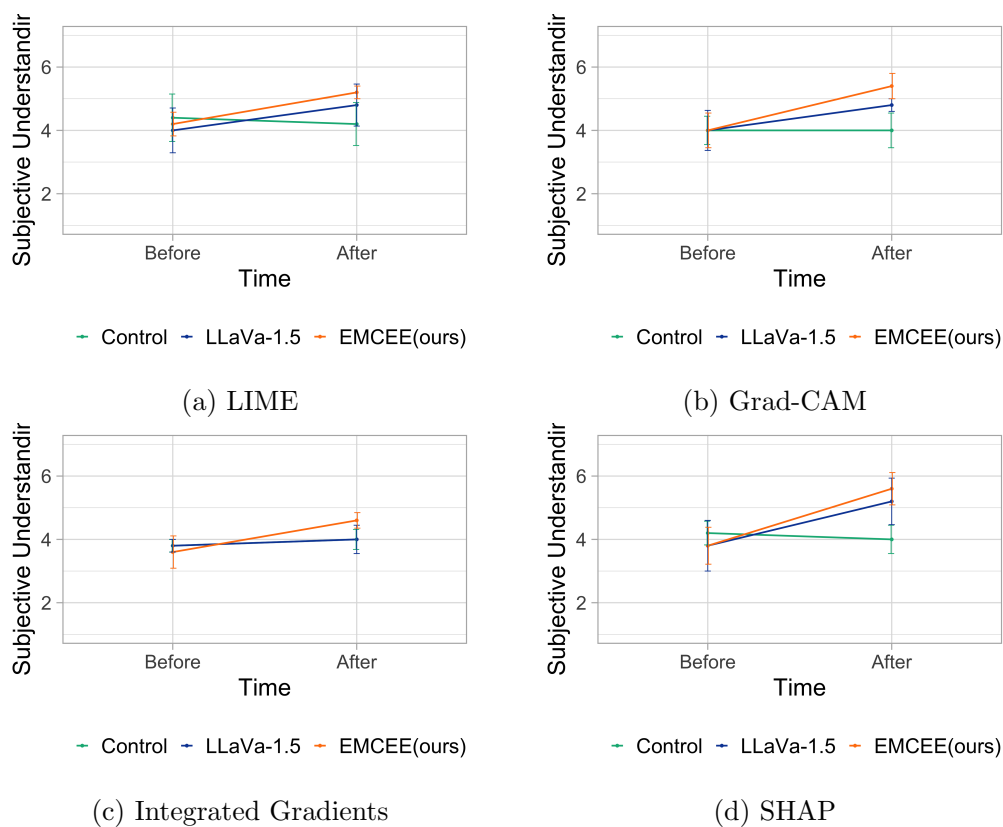 Subjective Understandir
6
4
2
Before
After
Time
Control LLaVa-1.5 EMCEE(ours)
(a) LIME
Subjective Understandir
6
4
2
Before
After
Time
Control LLaVa-1.5 EMCEE(ours)
(b) Grad-CAM
Subjective Understandir
6
4
2
Before
After
Time
Control LLaVa-1.5 EMCEE(ours)
(c) Integrated Gradients
Subjective Understandir
6
4
2
Before
After
Time
Control LLaVa-1.5 EMCEE(ours)
(d) SHAP